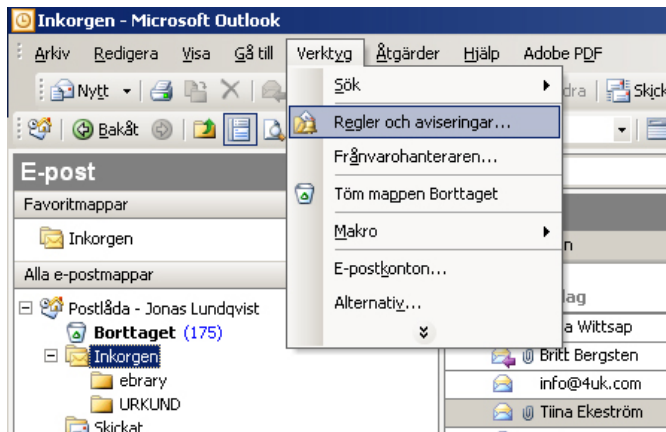 Inkorgen - Microsoft Outlook
Arkiv Redigera Visa Gå till Verktyg Åtgärder Hjälp Adobe PDF
Nytt
Sök
Bakåt
Regler och aviseringar...
Frånvarohanteraren...
Töm mappen Borttaget
Makro
E-postkonton...
Alternativ...
E-post
Favoritmappar
Inkorgen
Alla e-postmappar
Postlåda - Jonas Lundqvist
Borttaget (175)
Inkorgen
ebrary
URKUND
Skickat
Wittsap
Britt Bergsten
info@4uk.com
Tiina Ekeström